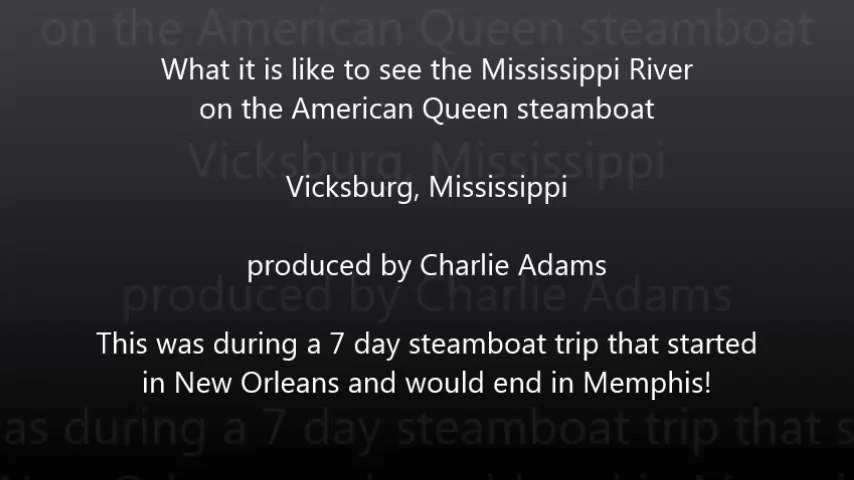 What it is like to see the Mississippi River
on the American Queen steamboat
Vicksburg, Mississippi
produced by Charlie Adams
This was during a 7 day steamboat trip that started
in New Orleans and would end in Memphis!